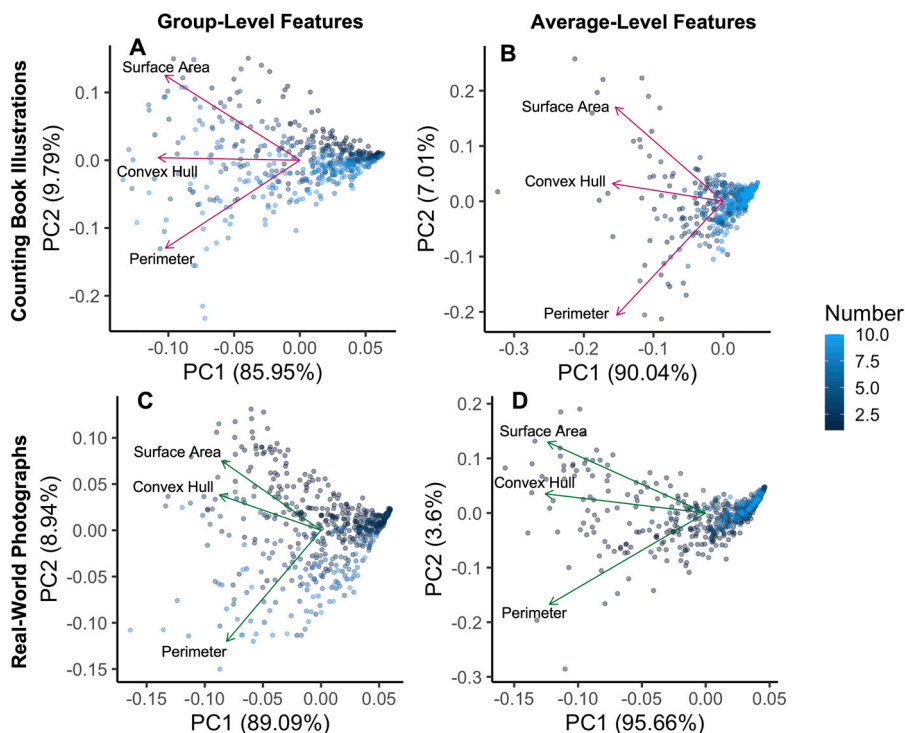 Group-Level Features
Average-Level Features
Counting Book Illustrations
A
Surface Area
Convex Hull
Perimeter
0.1
0.0
-0.1
-0.2
PC2 (9.79%)
-0.10
-0.05
0.00
0.05
PC1 (85.95%)
B
Surface Area
Convex Hull
Perimeter
0.2
0.1
0.0
-0.1
-0.2
PC2 (7.01%)
-0.3
-0.2
-0.1
0.0
PC1 (90.04%)
Number
10.0
7.5
5.0
2.5
Real-World Photographs
C
Surface Area
Convex Hull
Perimeter
0.10
0.05
0.00
-0.05
-0.10
-0.15
PC2 (8.94%)
-0.15
-0.10
-0.05
0.00
0.05
PC1 (89.09%)
D
Surface Area
Convex Hull
Perimeter
0.2
0.1
0.0
-0.1
-0.2
-0.3
PC2 (3.6%)
-0.15
-0.10
-0.05
0.00
0.05
PC1 (95.66%)